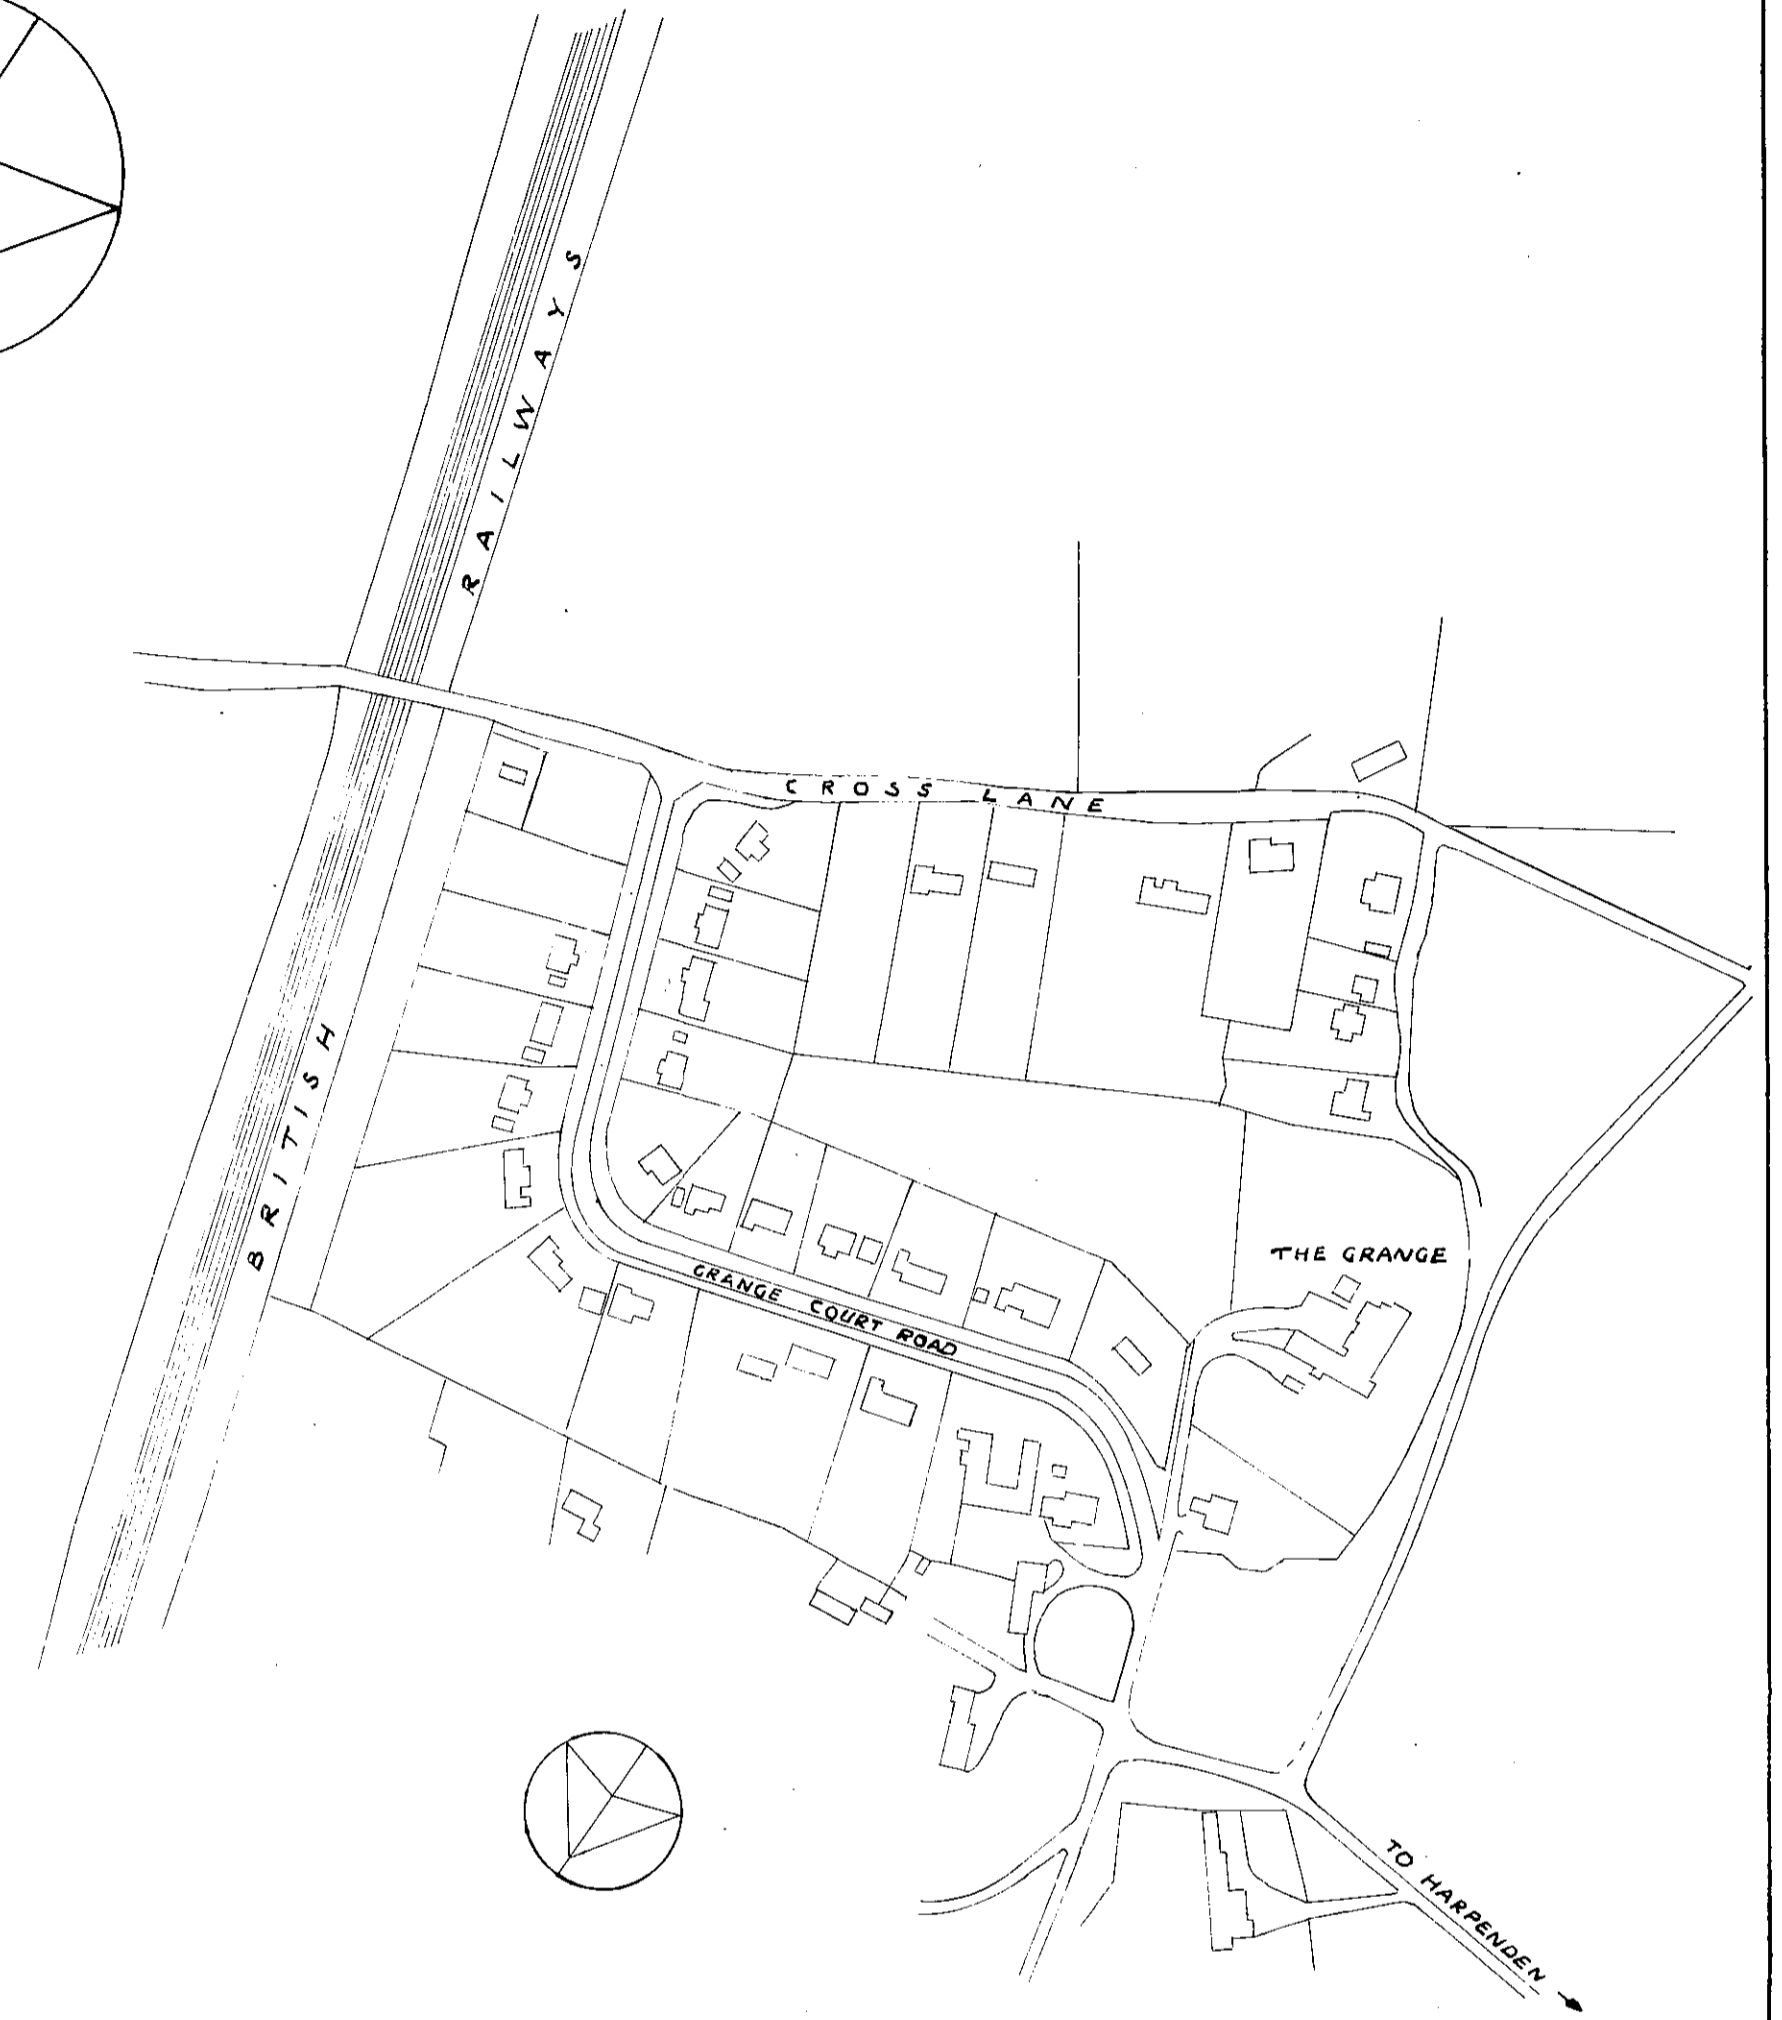 BRITISH RAILWAYS
CROSS LANE
THE GRANGE
GRANGE COURT ROAD
TO HARPENDEN